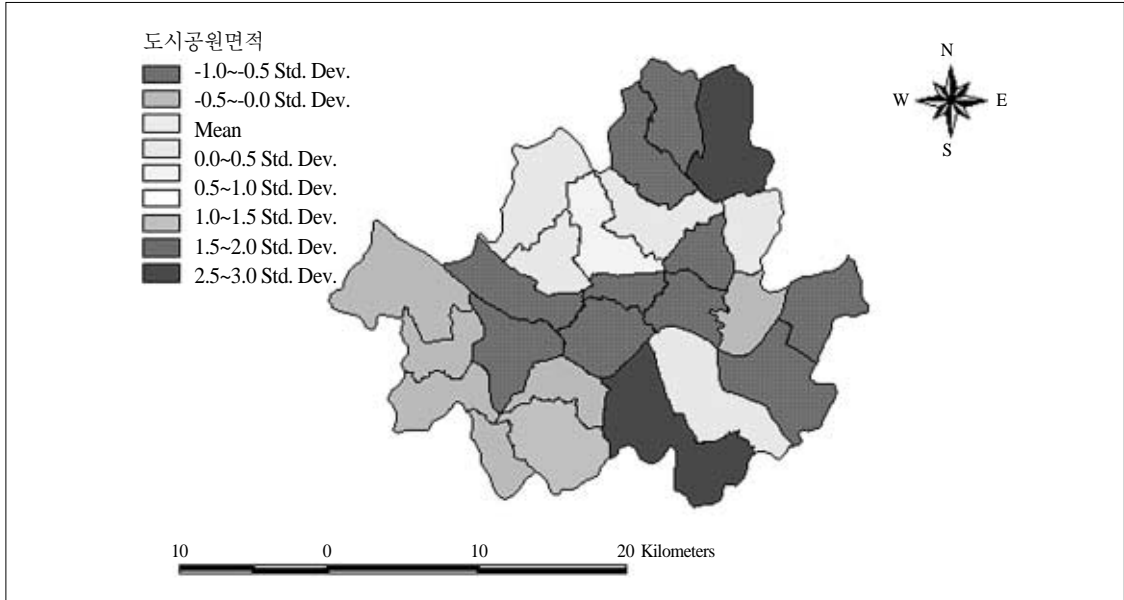 도시공원면적
-1.0~-0.5 Std. Dev.
-0.5~-0.0 Std. Dev.
Mean
0.0~0.5 Std. Dev.
0.5~1.0 Std. Dev.
1.0~1.5 Std. Dev.
1.5~2.0 Std. Dev.
2.5~3.0 Std. Dev.
N
W E
S
10 0 10 20 Kilometers